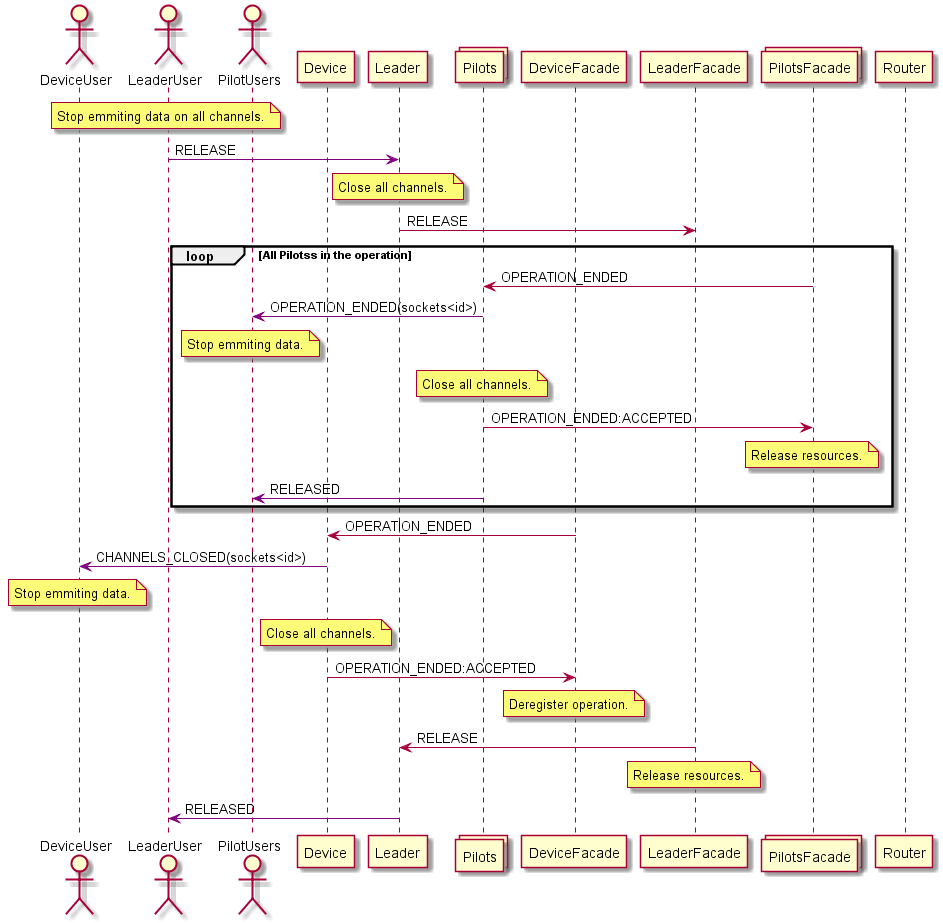 DeviceUser
LeaderUser
PilotUsers
Device
Leader
Pilots
DeviceFacade
LeaderFacade
PilotsFacade
Router
Stop emmiting data on all channels.
RELEASE
Close all channels.
RELEASE
loop
[All Pilotss in the operation]
OPERATION_ENDED
OPERATION_ENDED(sockets<id>)
Stop emmiting data.
Close all channels.
OPERATION_ENDED:ACCEPTED
Release resources.
RELEASED
OPERATION_ENDED
CHANNELS_CLOSED(sockets<id>)
Stop emmiting data.
Close all channels.
OPERATION_ENDED:ACCEPTED
Deregister operation.
RELEASE
Release resources.
RELEASED
DeviceUser
LeaderUser
PilotUsers
Device
Leader
Pilots
DeviceFacade
LeaderFacade
PilotsFacade
Router